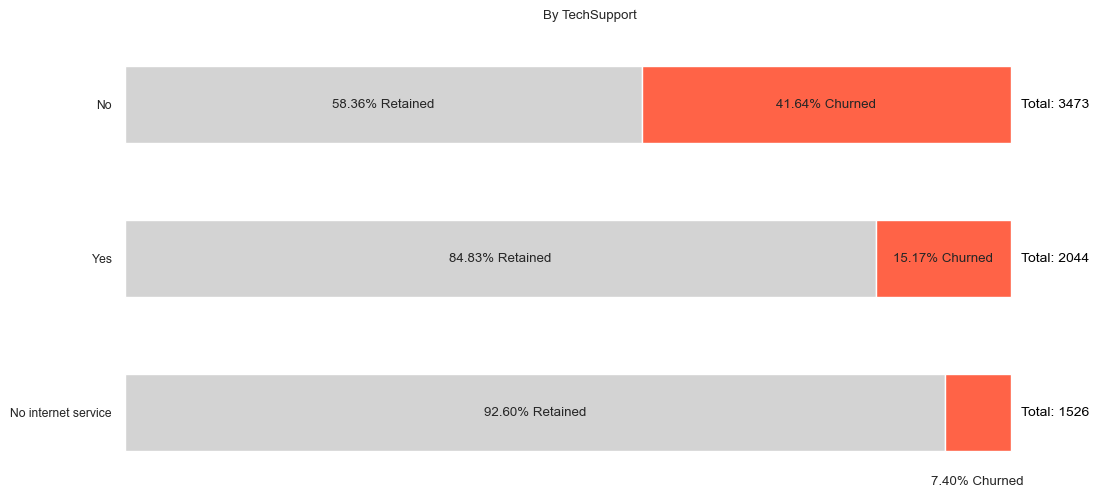 By TechSupport
No 58.36% Retained 41.64% Churned Total: 3473
Yes 84.83% Retained 15.17% Churned Total: 2044
No internet service 92.60% Retained Total: 1526
7.40% Churned